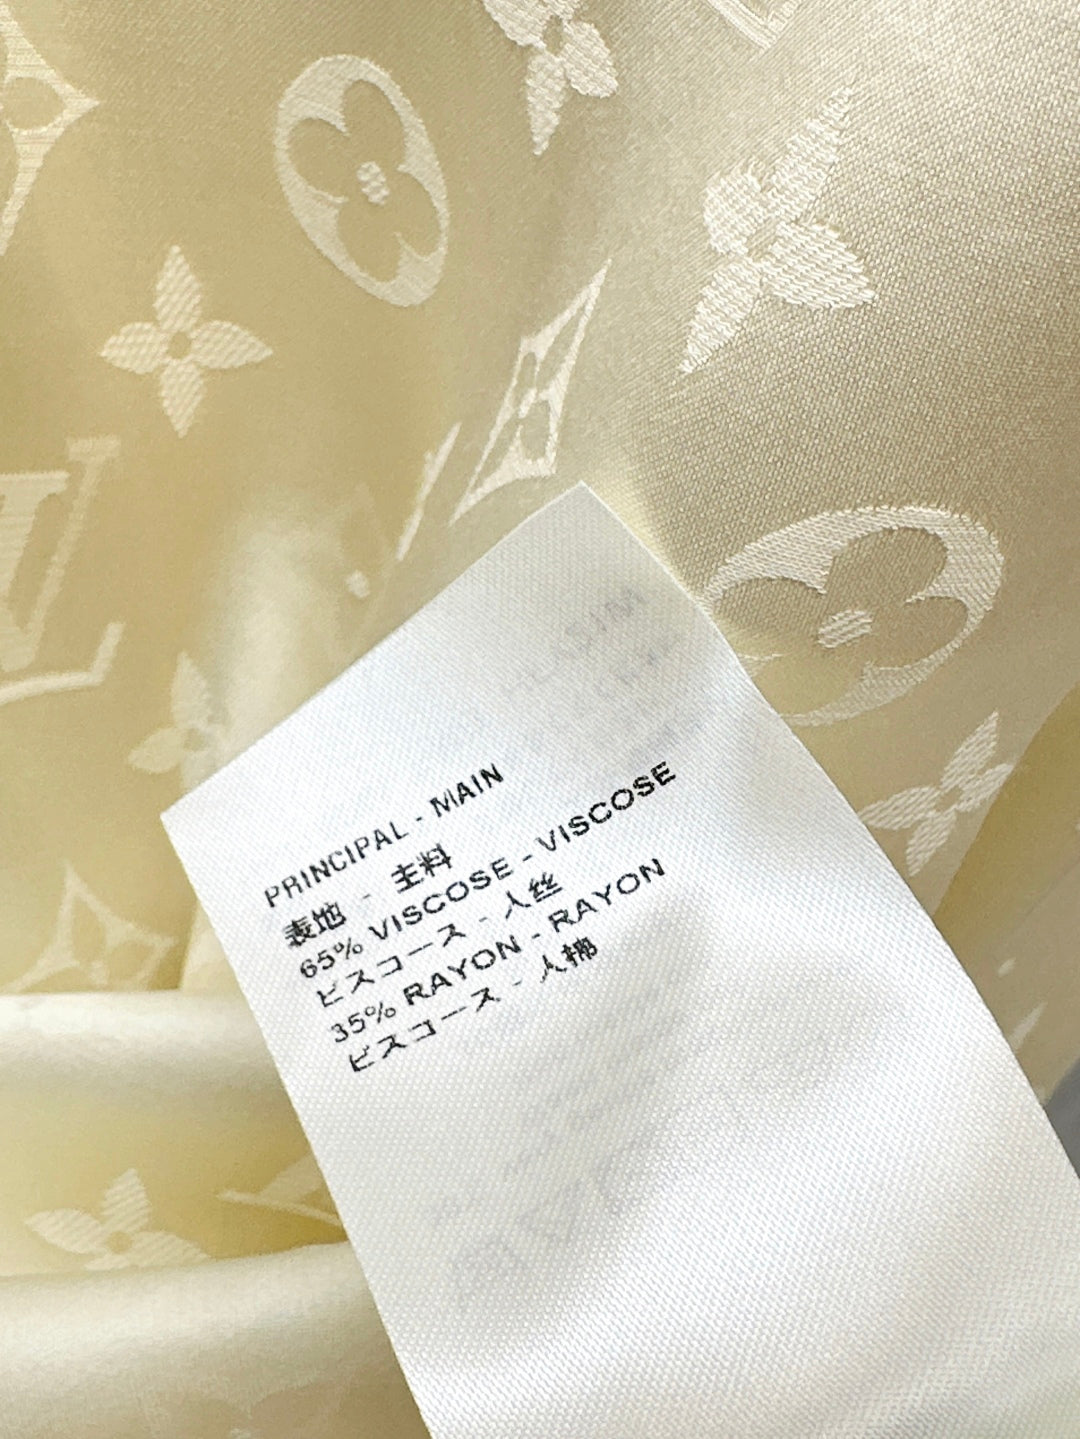 PRINCIPAL - MAIN
表地 - 主料
65% VISCOSE - VISCOSE
ビスコース - 人丝
35% RAYON - RAYON
ビスコース - 人棉